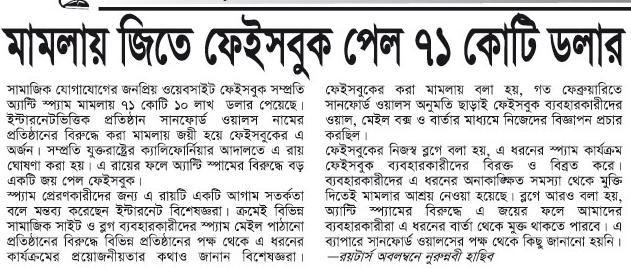 মামলায় জিতে ফেইসবুক পেল ৭১ কোটি ডলার
সামাজিক যোগাযোগের জনপ্রিয় ওয়েবসাইট ফেইসবুক সম্প্রতি
অ্যান্টি স্প্যাম মামলায় ৭১ কোটি ১০ লাখ ডলার পেয়েছে।
ইন্টারনেটভিত্তিক প্রতিষ্ঠান সানফোর্ড ওয়ালস নামের
প্রতিষ্ঠানের বিরুদ্ধে করা মামলায় জয়ী হয়ে ফেইসবুকের এ
অর্জন। সম্প্রতি যুক্তরাষ্ট্রের ক্যালিফোর্নিয়ার আদালতে এ রায়
ঘোষণা করা হয়। এ রায়ের ফলে অ্যান্টি স্পামের বিরুদ্ধে বড়
একটি জয় পেল ফেইসবুক।
স্প্যাম প্রেরণকারীদের জন্য এ রায়টি একটি আগাম সতর্কতা
বলে মন্তব্য করেছেন ইন্টারনেট বিশেষজ্ঞরা। ক্রমেই বিভিন্ন
সামাজিক সাইট ও ব্লগ ব্যবহারকারীদের স্প্যাম মেইল পাঠানো
প্রতিষ্ঠানের বিরুদ্ধে বিভিন্ন প্রতিষ্ঠানের পক্ষ থেকে এ ধরনের
কার্যক্রমের প্রয়োজনীয়তার কথাও জানান বিশেষজ্ঞরা।
ফেইসবুকের করা মামলায় বলা হয়, গত ফেব্রুয়ারিতে
সানফোর্ড ওয়ালস অনুমতি ছাড়াই ফেইসবুক ব্যবহারকারীদের
ওয়াল, মেইল বক্স ও বার্তার মাধ্যমে নিজেদের বিজ্ঞাপন প্রচার
করছিল।
ফেইসবুকের নিজস্ব ব্লগে বলা হয়, এ ধরনের স্প্যাম কার্যক্রম
ফেইসবুক ব্যবহারকারীদের বিরক্ত ও বিব্রত করে।
ব্যবহারকারীদের এ ধরনের অনাকাঙ্ক্ষিত সমস্যা থেকে মুক্তি
দিতেই মামলার আশ্রয় নেওয়া হয়েছে। ব্লগে আরও বলা হয়,
অ্যান্টি স্প্যামের বিরুদ্ধে এ জয়ের ফলে আমাদের
ব্যবহারকারীরা এ ধরনের বার্তা থেকে মুক্ত থাকতে পারবে। এ
ব্যাপারে সানফোর্ড ওয়ালসের পক্ষ থেকে কিছু জানানো হয়নি।
—রয়টার্স অবলম্বনে নুরুন্নবী হাছিব